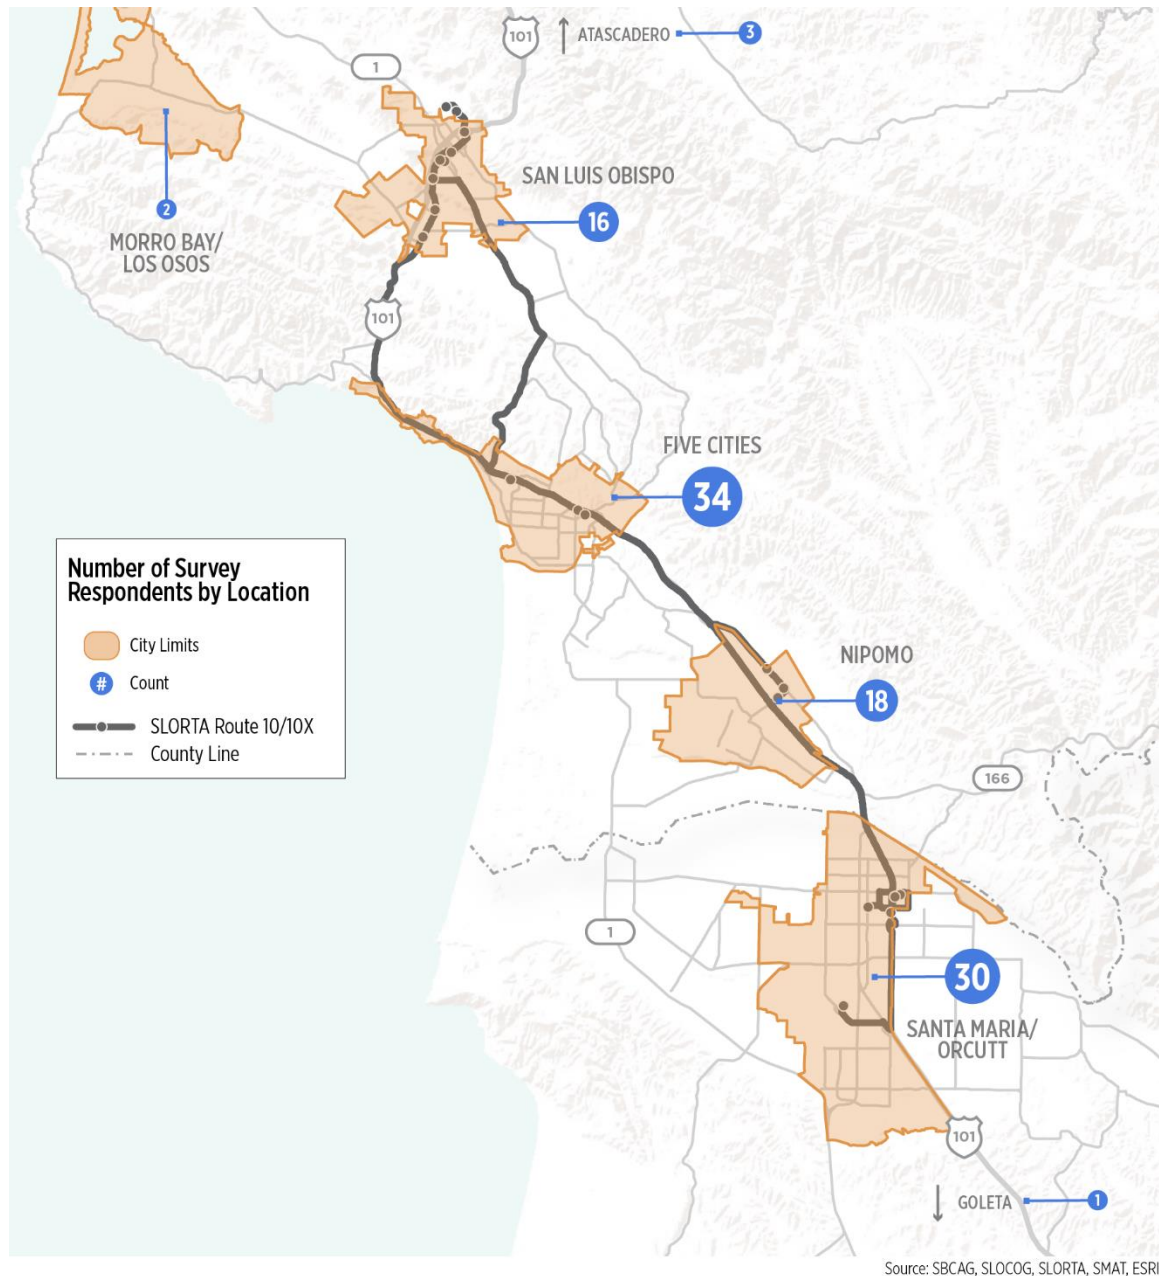 101
ATASCADERO
3
1
SAN LUIS OBISPO
16
2
MORRO BAY/
LOS OSOS
101
FIVE CITIES
34
Number of Survey
Respondents by Location
City Limits
# Count
SLORTA Route 10/10X
County Line
NIPOMO
18
166
1
30
SANTA MARIA/
ORCUTT
101
GOLETA
1
Source: SBCAG, SLOCOG, SLORTA, SMAT, ESRI